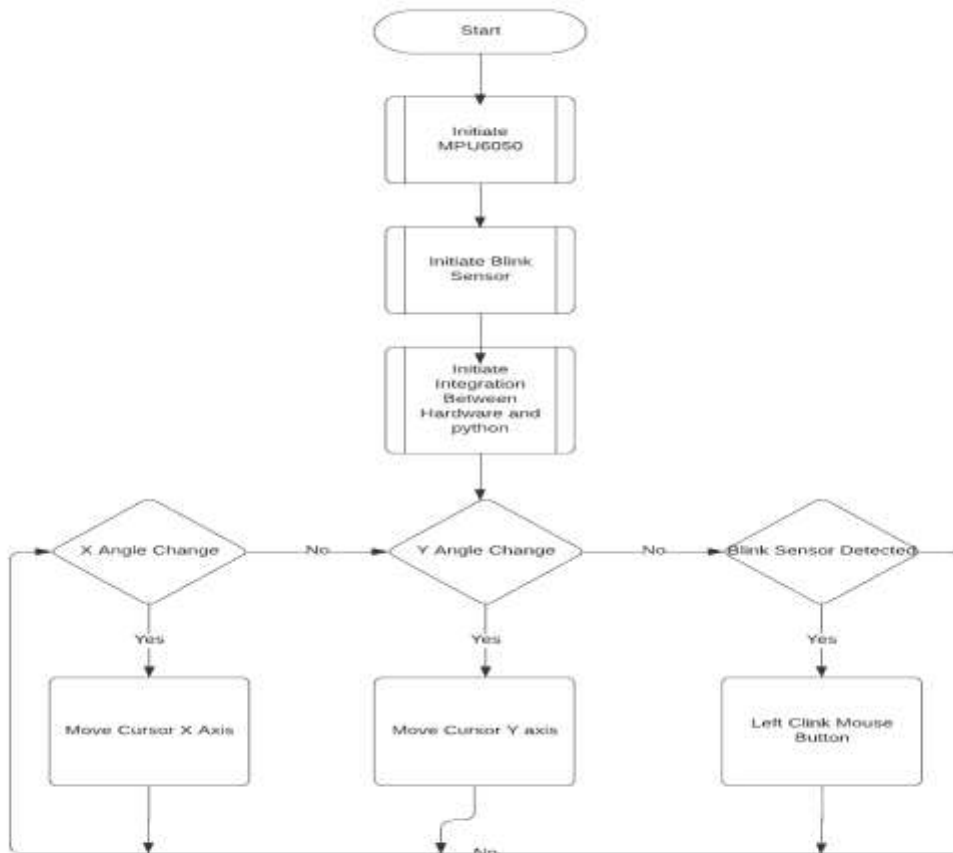 Start
Initiate
MPU6050
Initiate Blink
Sensor
Initiate
Integration
Between
Hardware and
python
X Angle Change
No
Y Angle Change
No
Blink Sensor Detected
Yes
Yes
Yes
Move Cursor X Axis
Move Cursor Y axis
Left Clink Mouse
Button
No